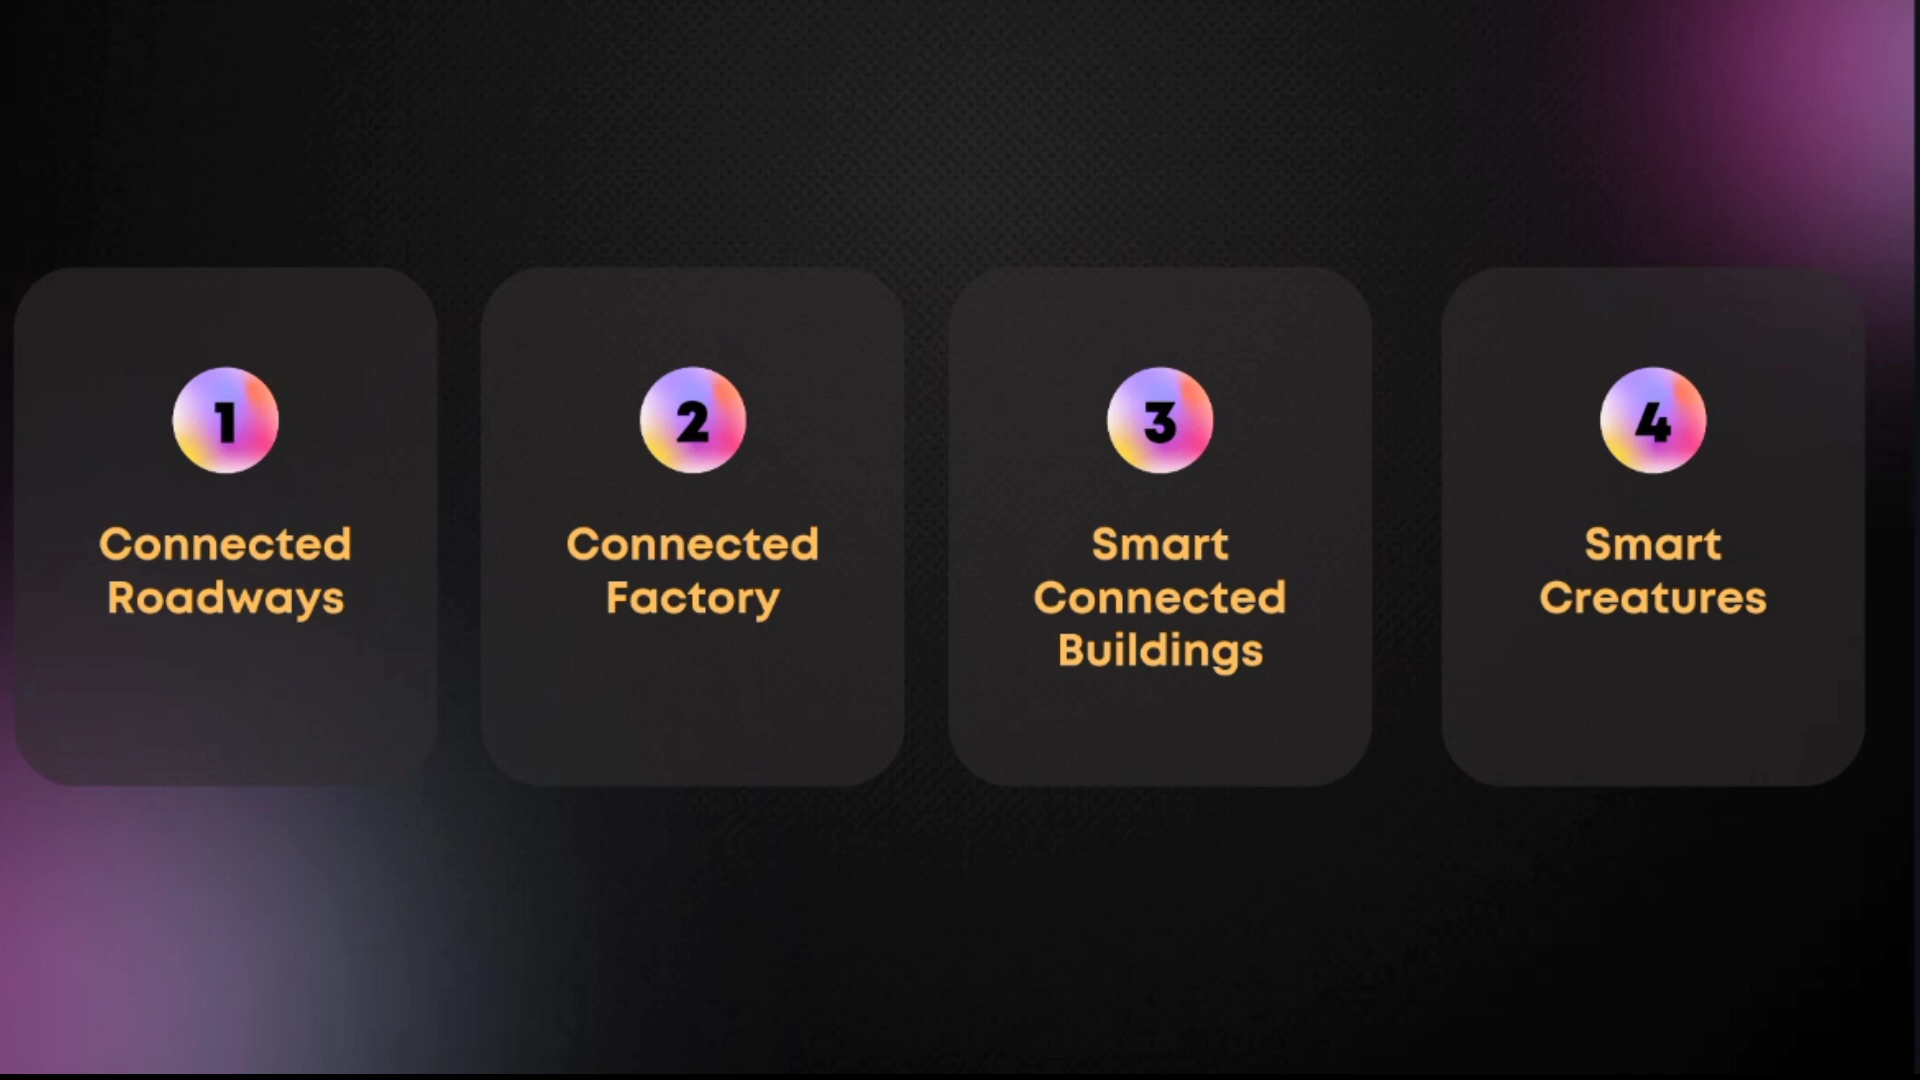 1
Connected
Roadways
2
Connected
Factory
3
Smart
Connected
Buildings
4
Smart
Creatures